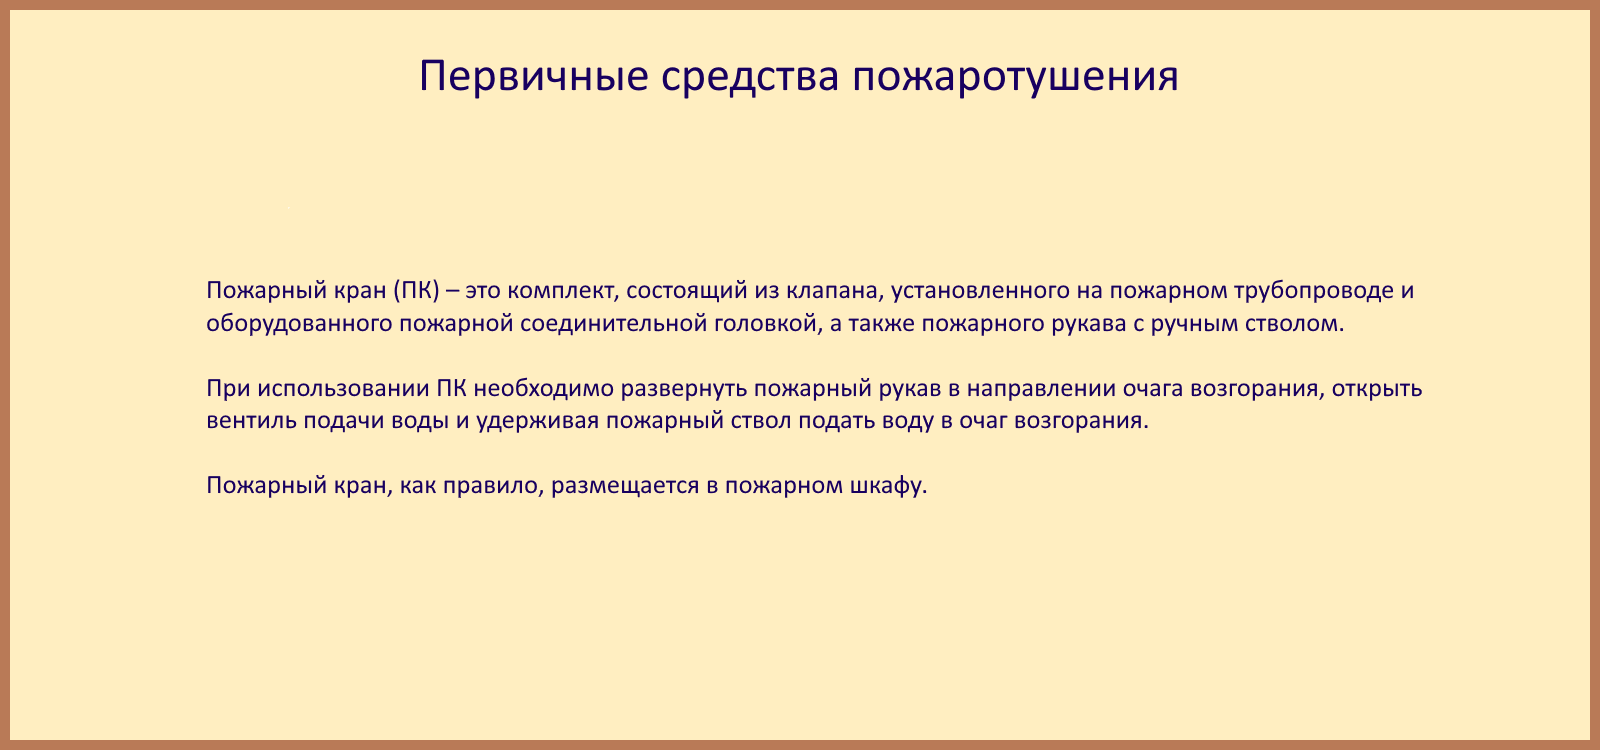 Первичные средства пожаротушения
Пожарный кран (ПК) – это комплект, состоящий из клапана, установленного на пожарном трубопроводе и
оборудованного пожарной соединительной головкой, а также пожарного рукава с ручным стволом.
При использовании ПК необходимо развернуть пожарный рукав в направлении очага возгорания, открыть
вентиль подачи воды и удерживая пожарный ствол подать воду в очаг возгорания.
Пожарный кран, как правило, размещается в пожарном шкафу.